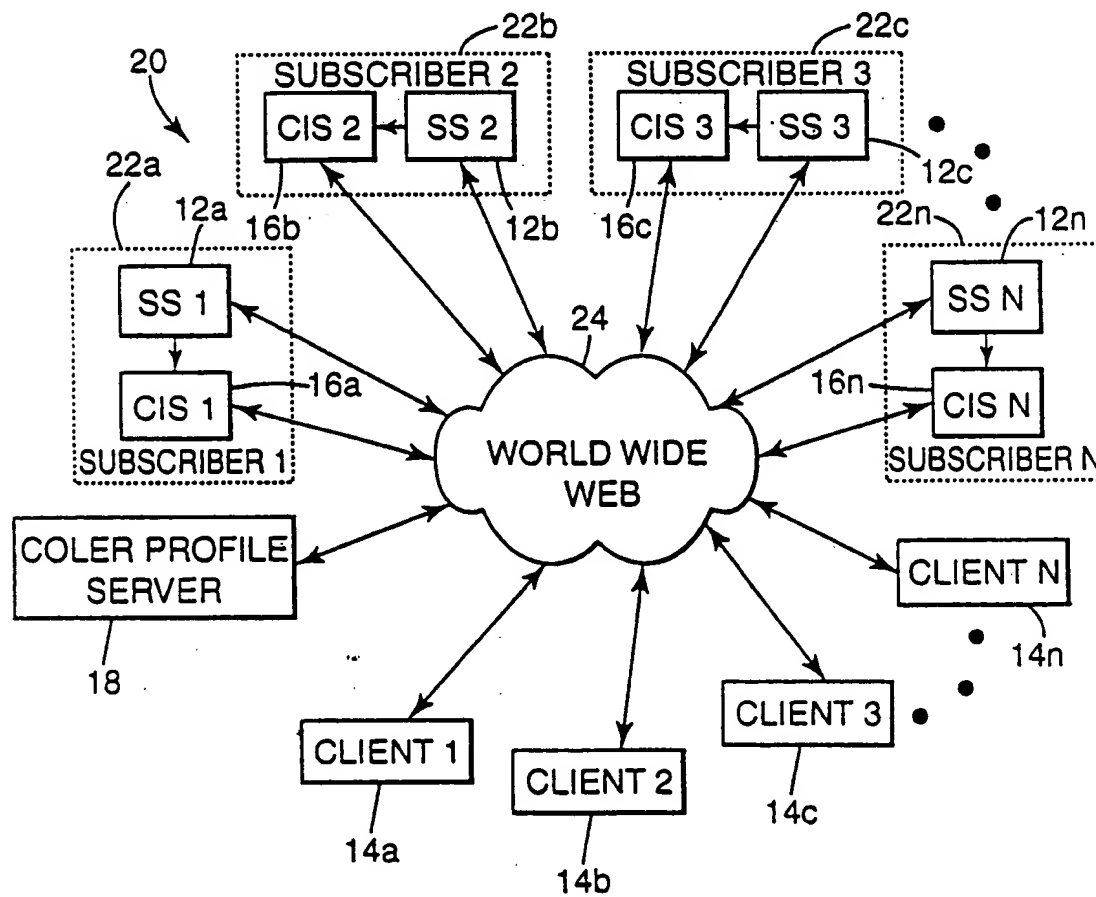 22b
22c
20
SUBSCRIBER 2
SUBSCRIBER 3
CIS 2
SS 2
CIS 3
SS 3
22a
12a
16b
12b
16c
12c
22n
12n
SS 1
24
SS N
16a
16n
CIS 1
CIS N
SUBSCRIBER 1
SUBSCRIBER N
WORLD WIDE
WEB
COLER PROFILE
SERVER
CLIENT N
18
14n
CLIENT 3
CLIENT 1
CLIENT 2
14c
14a
14b